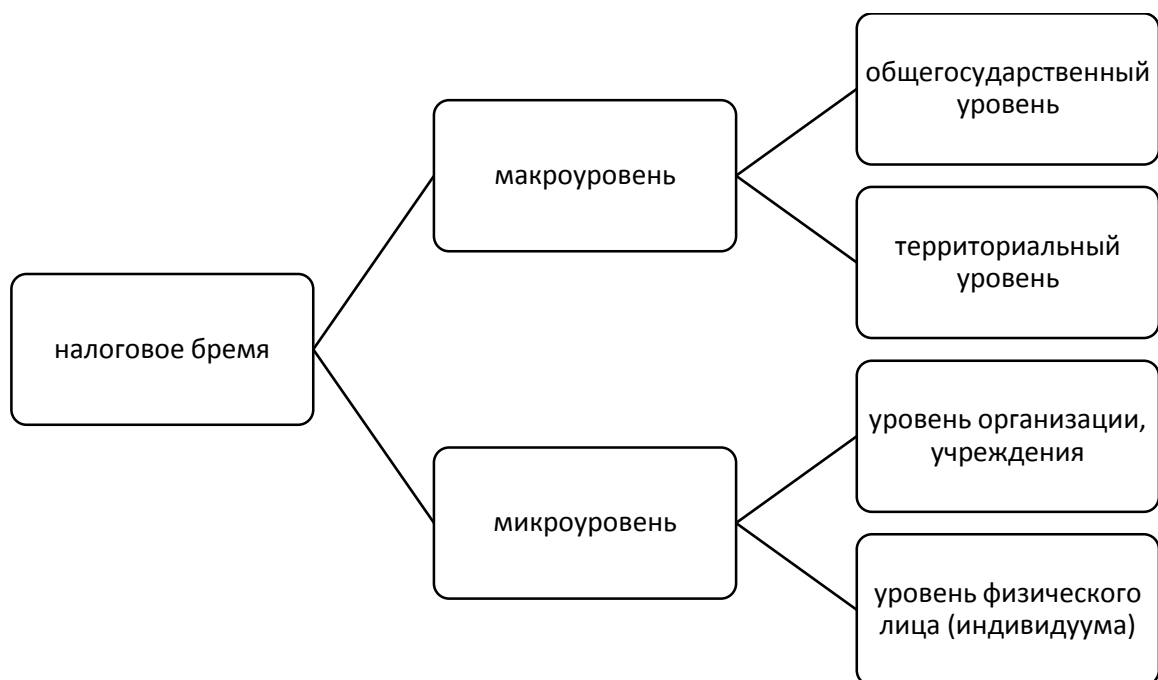 налоговое бремя
макроуровень
общегосударственный
уровень
территориальный
уровень
микроуровень
уровень организации,
учреждения
уровень физического
лица (индивидуума)